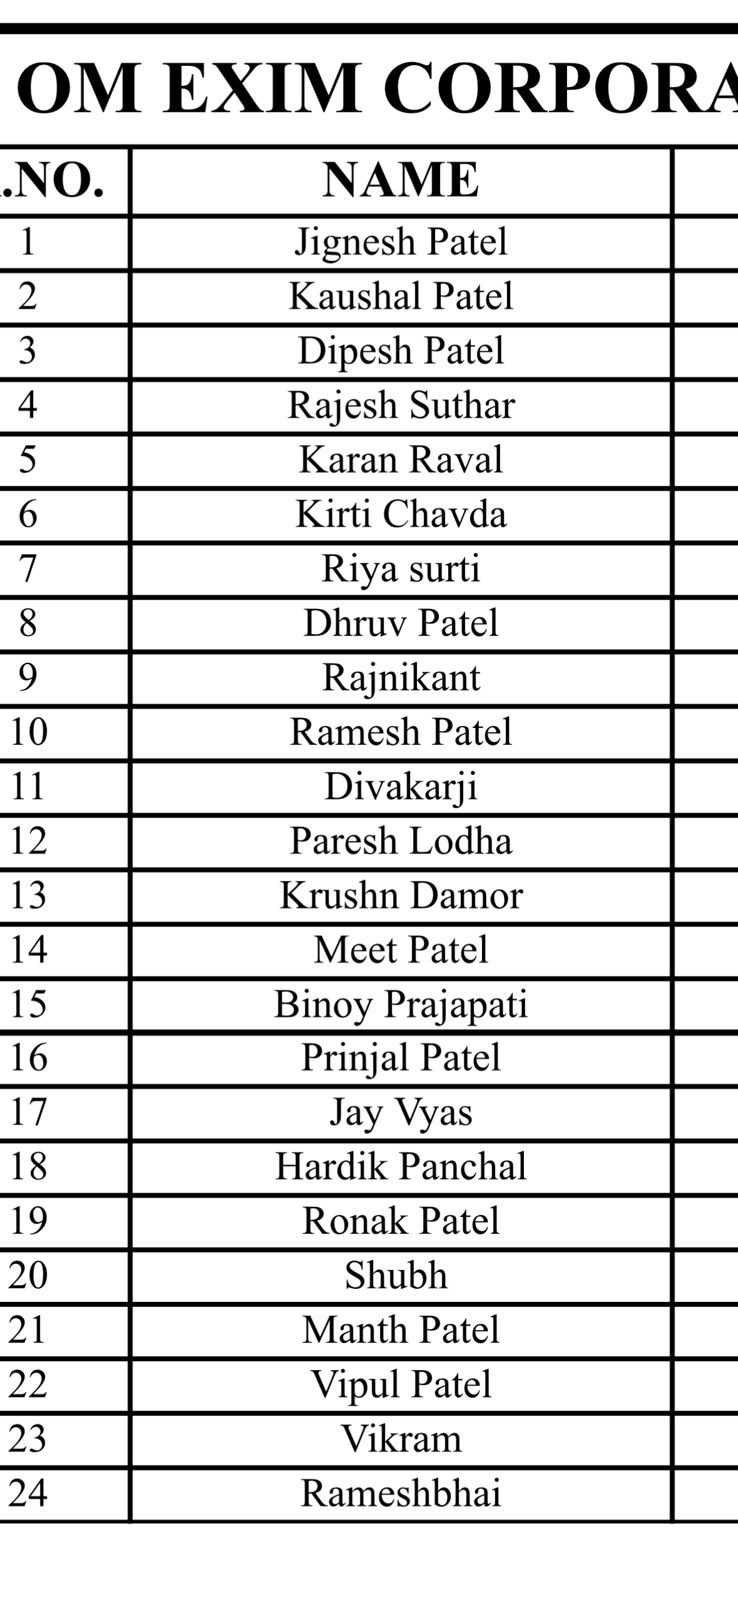 OM EXIM CORPORA
.NO. NAME
1 Jignesh Patel
2 Kaushal Patel
3 Dipesh Patel
4 Rajesh Suthar
5 Karan Raval
6 Kirti Chavda
7 Riya surti
8 Dhruv Patel
9 Rajnikant
10 Ramesh Patel
11 Divakarji
12 Paresh Lodha
13 Krushn Damor
14 Meet Patel
15 Binoy Prajapati
16 Prinjal Patel
17 Jay Vyas
18 Hardik Panchal
19 Ronak Patel
20 Shubh
21 Manth Patel
22 Vipul Patel
23 Vikram
24 Rameshbhai